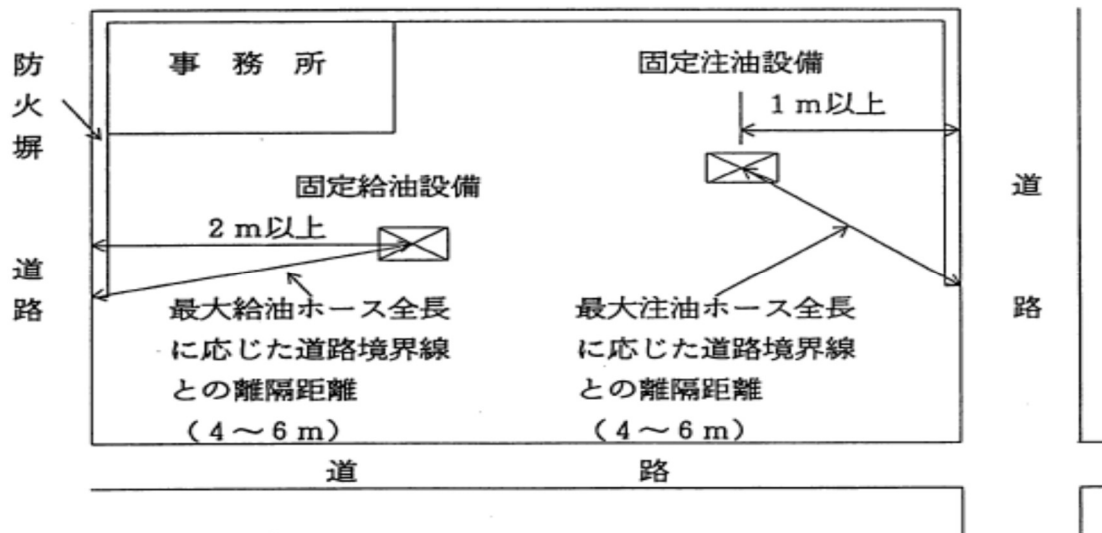 防火塀
事　務　所
固定注油設備
1ｍ以上
固定給油設備
2ｍ以上
道路
道路
最大給油ホース全長
に応じた道路境界線
との離隔距離
（4～6ｍ）
最大注油ホース全長
に応じた道路境界線
との離隔距離
（4～6ｍ）
道　　　路